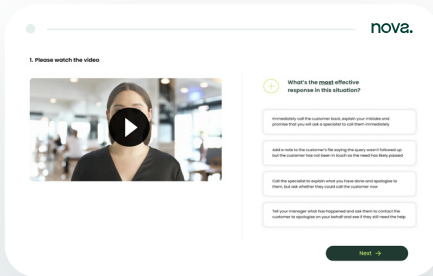 nova.
1. Please watch the video
What's the most effective
response in this situation?
Immediately call the customer back, explain your mistake and
promise that you will ask a specialist to call them immediately
Add a note to the customer's file saying the query wasn't followed up
but the customer has not been in touch so the need has likely passed
Call the specialist to explain what you have done and apologise to
them, but ask whether they could call the customer now
Tell your manager what has happened and ask them to contact the
customer to apologise on your behalf and see if they still need the help
Next →